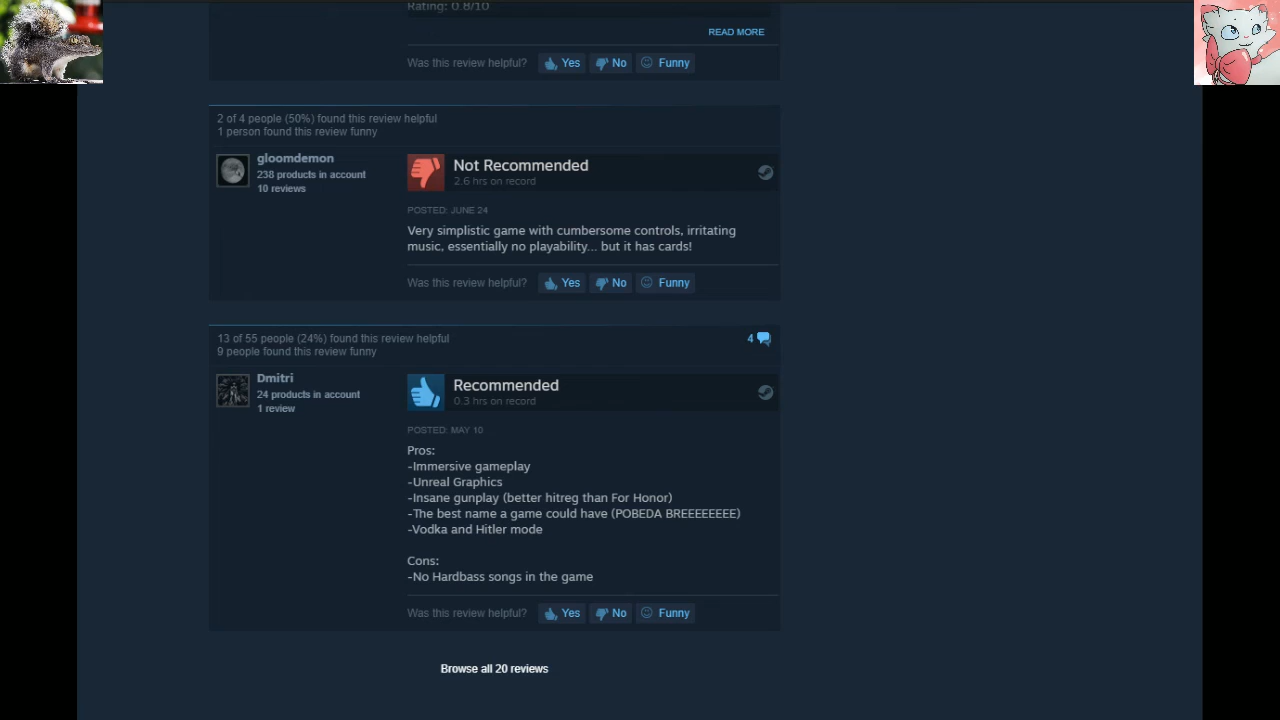 Rating: 0.8/10
READ MORE
Was this review helpful? Yes No Funny
2 of 4 people (50%) found this review helpful
1 person found this review funny
gloomdemon
238 products in account
10 reviews
Not Recommended
2.6 hrs on record
POSTED: JUNE 24
Very simplistic game with cumbersome controls, irritating
music, essentially no playability... but it has cards!
Was this review helpful? Yes No Funny
13 of 55 people (24%) found this review helpful
9 people found this review funny
4
Dmitri
24 products in account
1 review
Recommended
0.3 hrs on record
POSTED: MAY 10
Pros:
-Immersive gameplay
-Unreal Graphics
-Insane gunplay (better hitreg than For Honor)
-The best name a game could have (POBEDA BREEEEEEEE)
-Vodka and Hitler mode
Cons:
-No Hardbass songs in the game
Was this review helpful? Yes No Funny
Browse all 20 reviews